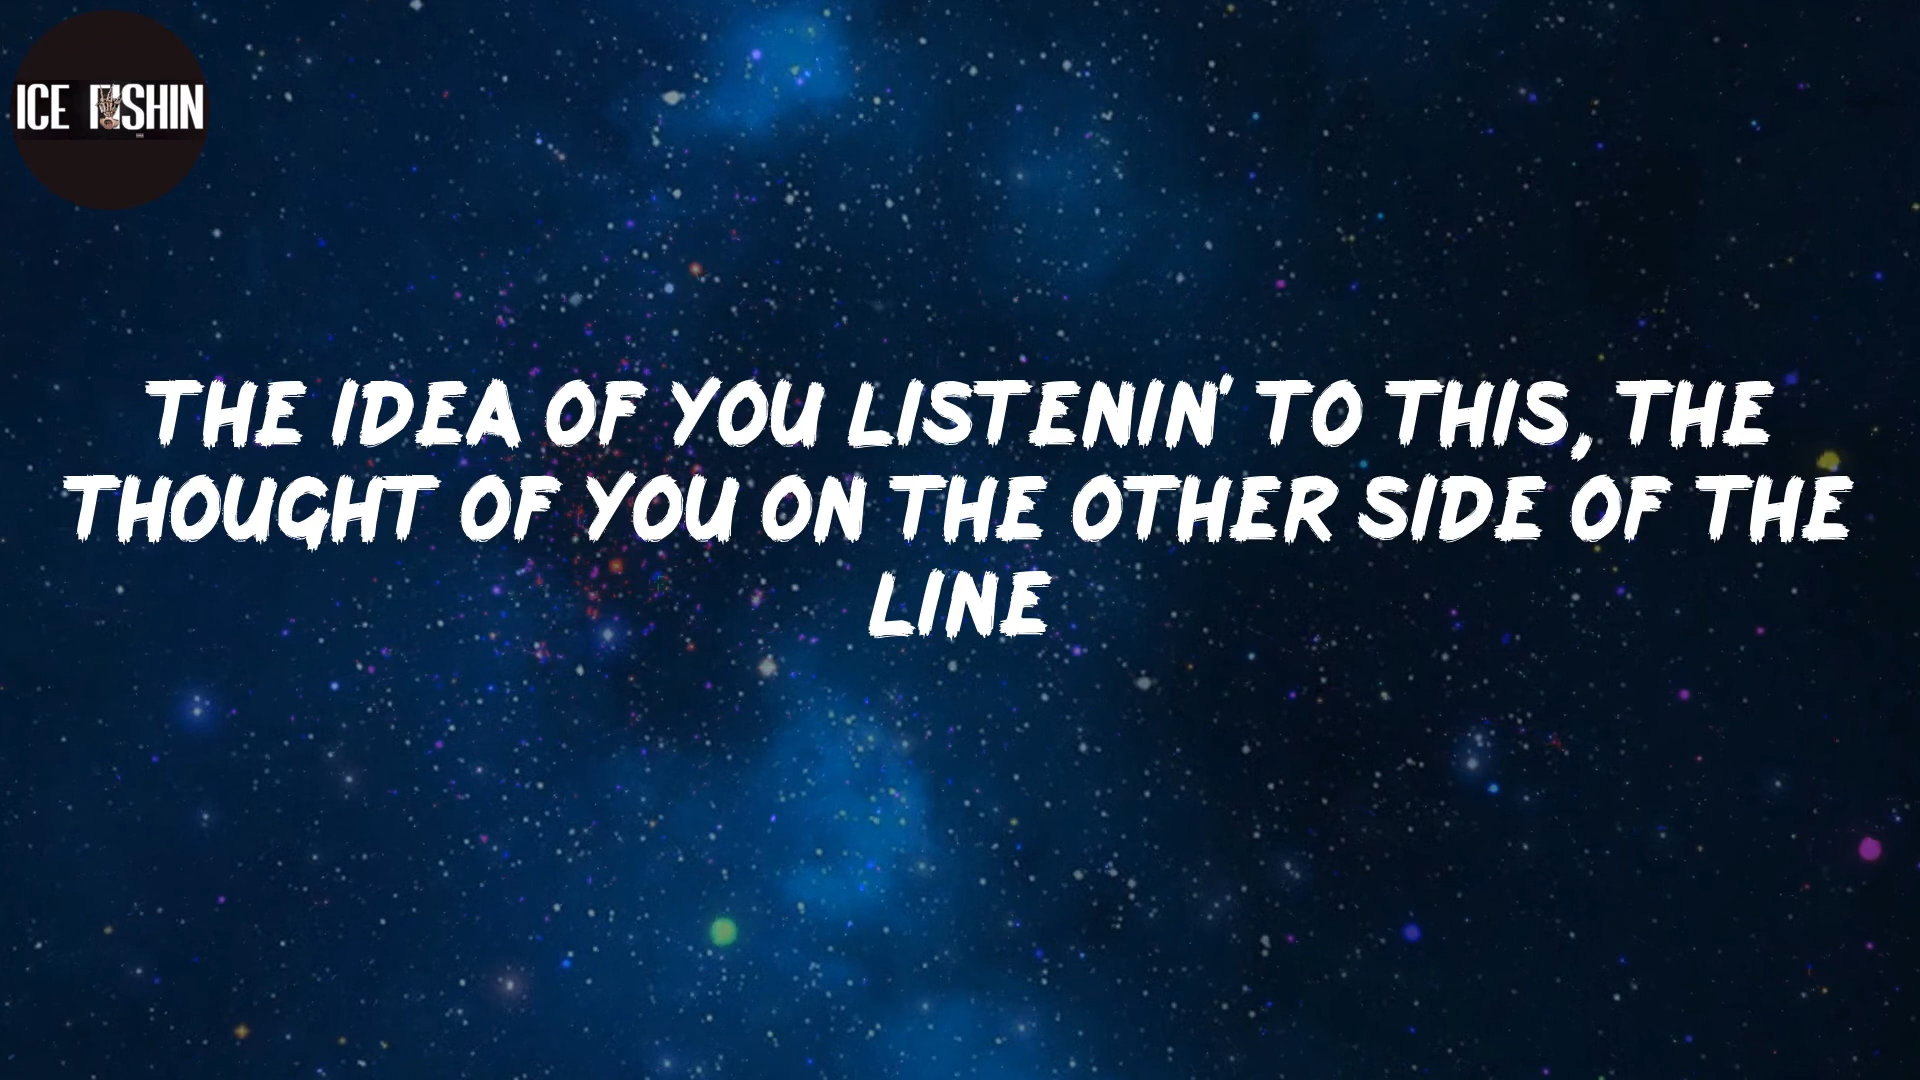 ICE FISHIN
THE IDEA OF YOU LISTENIN' TO THIS, THE
THOUGHT OF YOU ON THE OTHER SIDE OF THE
LINE